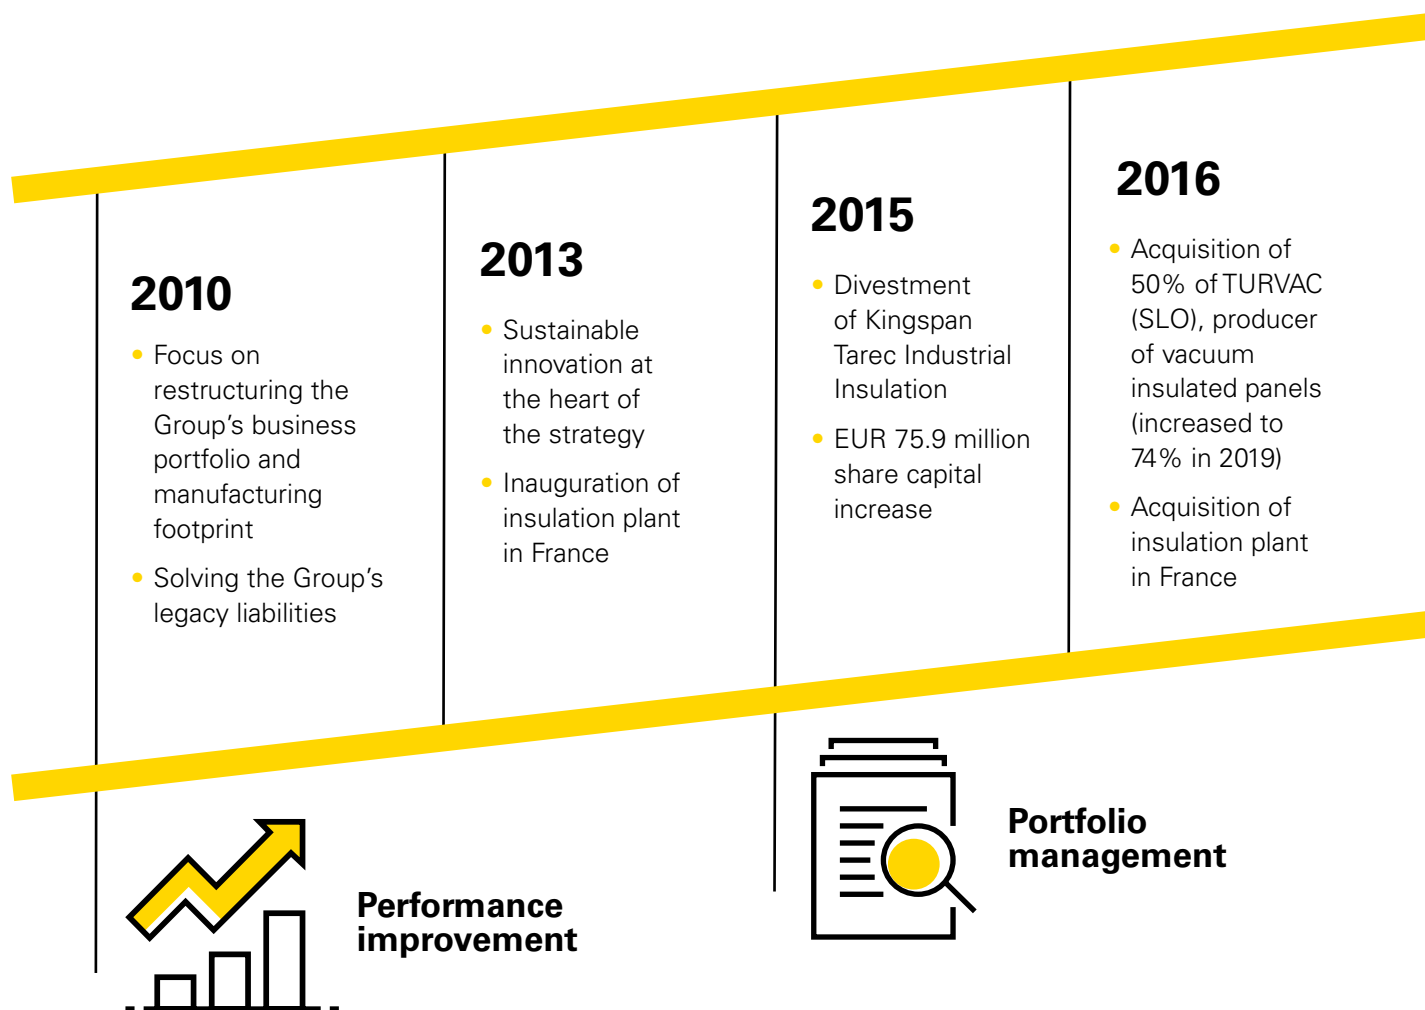 2010
• Focus on
restructuring the
Group’s business
portfolio and
manufacturing
footprint
• Solving the Group’s
legacy liabilities
2013
• Sustainable
innovation at
the heart of
the strategy
• Inauguration of
insulation plant
in France
2015
• Divestment
of Kingspan
Tarec Industrial
Insulation
• EUR 75.9 million
share capital
increase
2016
• Acquisition of
50% of TURVAC
(SLO), producer
of vacuum
insulated panels
(increased to
74% in 2019)
• Acquisition of
insulation plant
in France
Performance
improvement
Portfolio
management